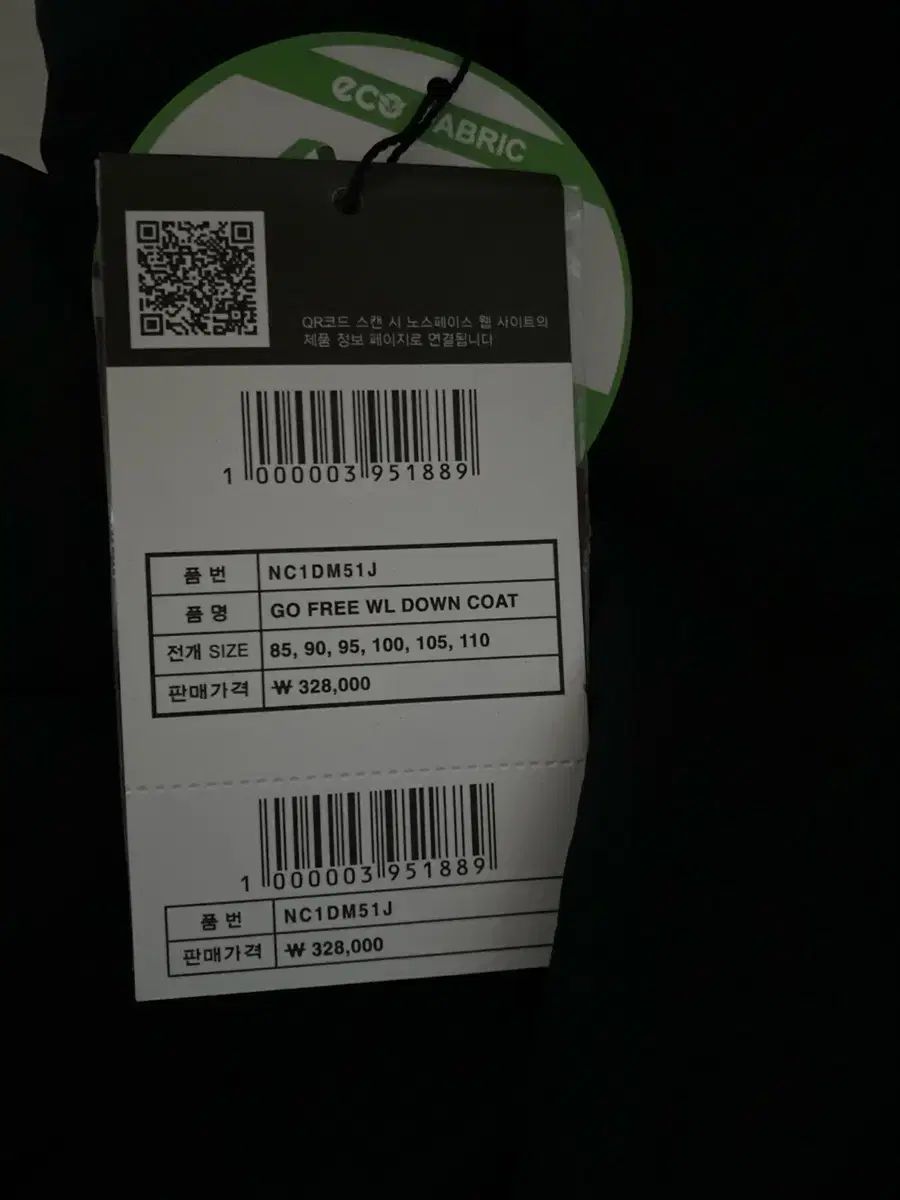 eco FABRIC
QR코드 스캔 시 노스페이스 웹 사이트의
제품 정보 페이지로 연결됩니다
1 000003 951889
품 번 NC1DM51J
품 명 GO FREE WL DOWN COAT
전개 SIZE 85, 90, 95, 100, 105, 110
판매가격 ₩ 328,000
1 000003 951889
품 번 NC1DM51J
판매가격 ₩ 328,000